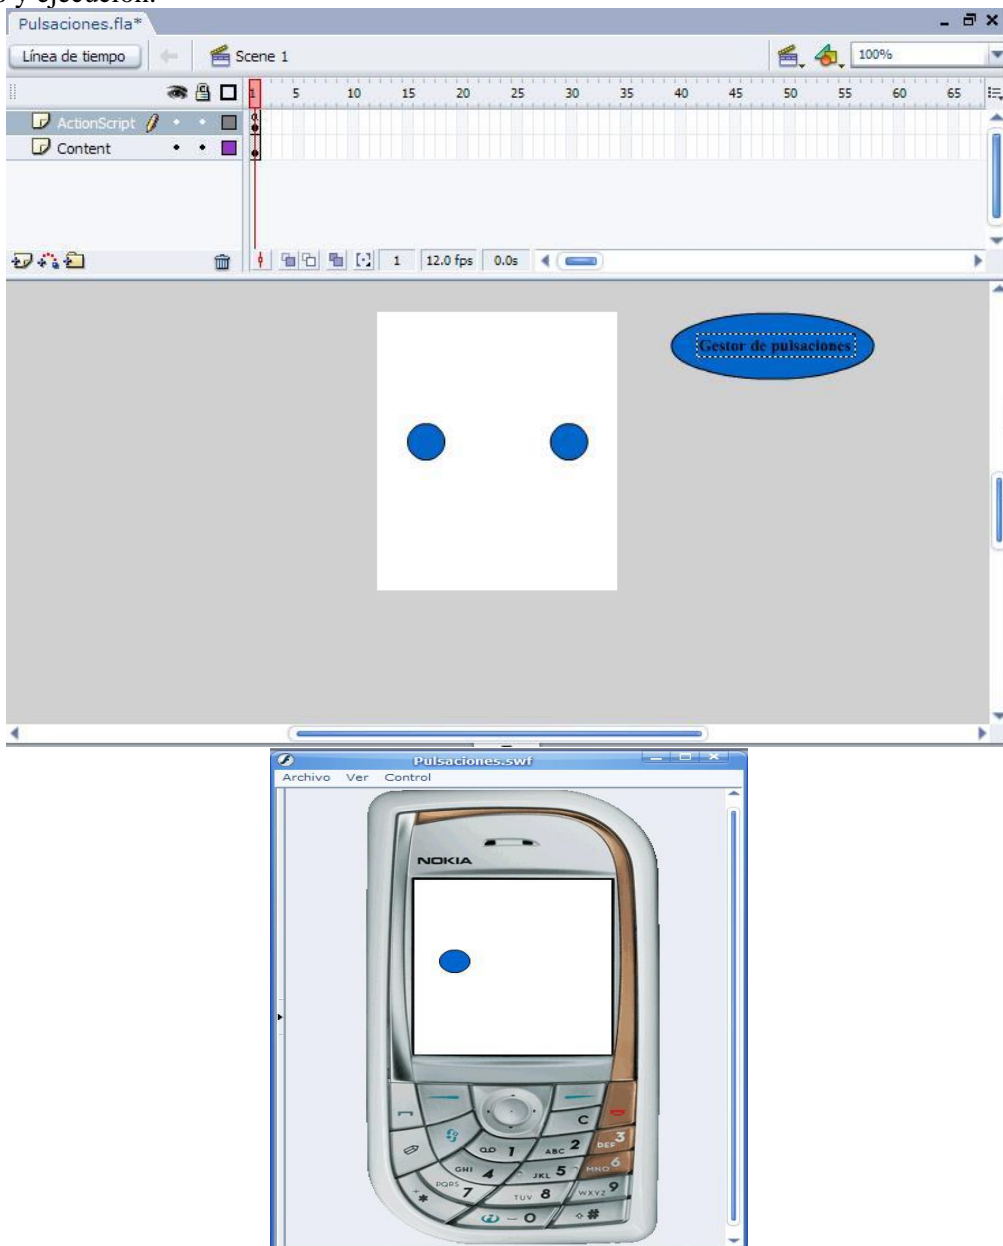 y ejecución.
Pulsaciones.fla*
Línea de tiempo Scene 1 100%
1 5 10 15 20 25 30 35 40 45 50 55 60 65
ActionScript
Content
1 12.0 fps 0.0s
Gestor de pulsaciones
Pulsaciones.swf
Archivo Ver Control
NOKIA
C
1 ABC 2 DEF 3
GHI 4 JKL 5 MNO 6
* PQRS 7 TUV 8 WXYZ 9
0 #